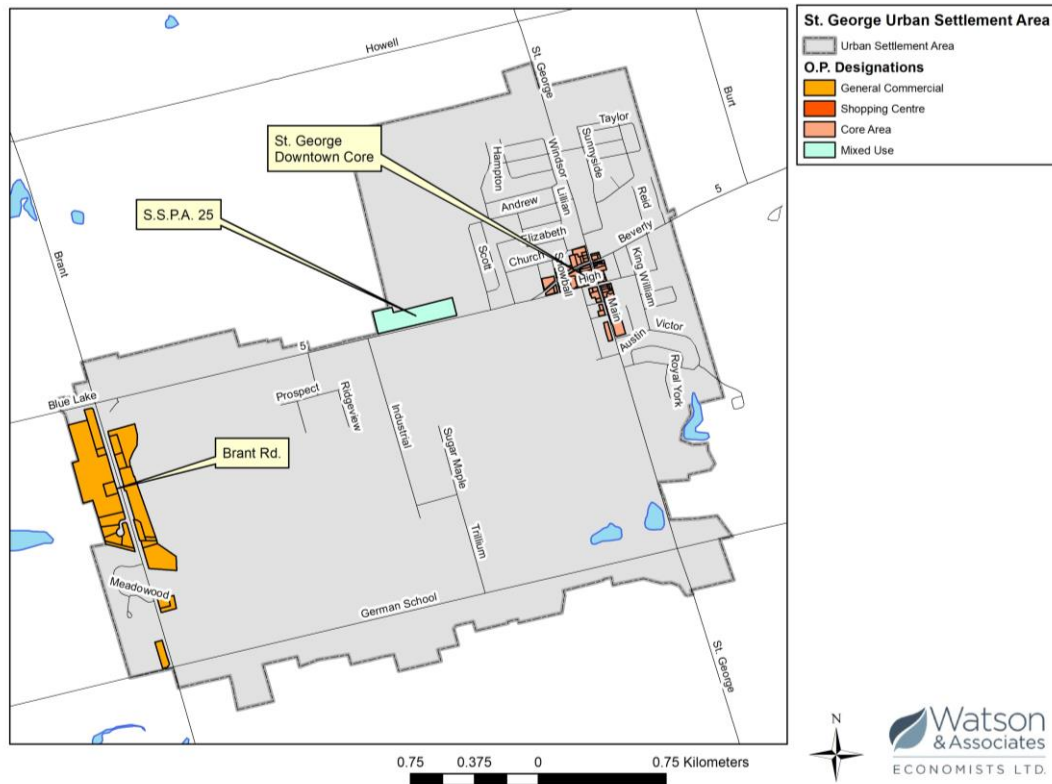 St. George Urban Settlement Area
Urban Settlement Area
O.P. Designations
General Commercial
Shopping Centre
Core Area
Mixed Use
Howell
St. George
Burt
St. George
Downtown Core
Taylor
Hampton
Windsor
Sunnyside
5
S.S.P.A. 25
Andrew
Lillian
Reid
Elizabeth
Beverly
Scott
Church
Snowball
High
King William
Brant
Main
Victor
Austin
5
Royal York
Blue Lake
Prospect
Ridgeview
Industrial
Sugar Maple
Brant Rd.
Trillium
Meadowood
German School
St. George
N
Watson
& Associates
ECONOMISTS LTD.
0.75 0.375 0 0.75 Kilometers